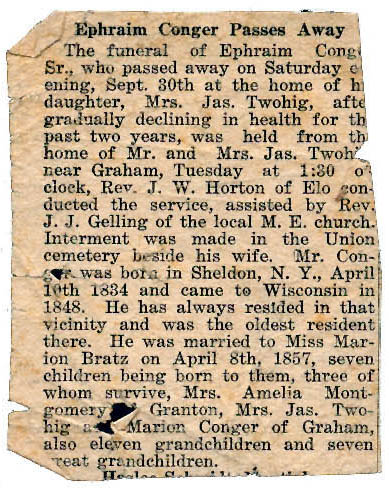 Ephraim Conger Passes Away
The funeral of Ephraim Cong
Sr., who passed away on Saturday e
ening, Sept. 30th at the home of h
daughter, Mrs. Jas. Twohig, afte
gradually declining in health for th
past two years, was held from th
home of Mr. and Mrs. Jas. Twohi
near Graham, Tuesday at 1:30 o'
clock, Rev. J. W. Horton of Elo con-
ducted the service, assisted by Rev.
J. J. Gelling of the local M. E. church.
Interment was made in the Union
cemetery beside his wife. Mr. Con-
ger was born in Sheldon, N. Y., April
10th 1834 and came to Wisconsin in
1848. He has always resided in that
vicinity and was the oldest resident
there. He was married to Miss Mar-
ion Bratz on April 8th, 1857, seven
children being born to them, three of
whom survive, Mrs. Amelia Mont-
gomery Granton, Mrs. Jas. Two-
hig a Marion Conger of Graham,
also eleven grandchildren and seven
reat grandchildren.